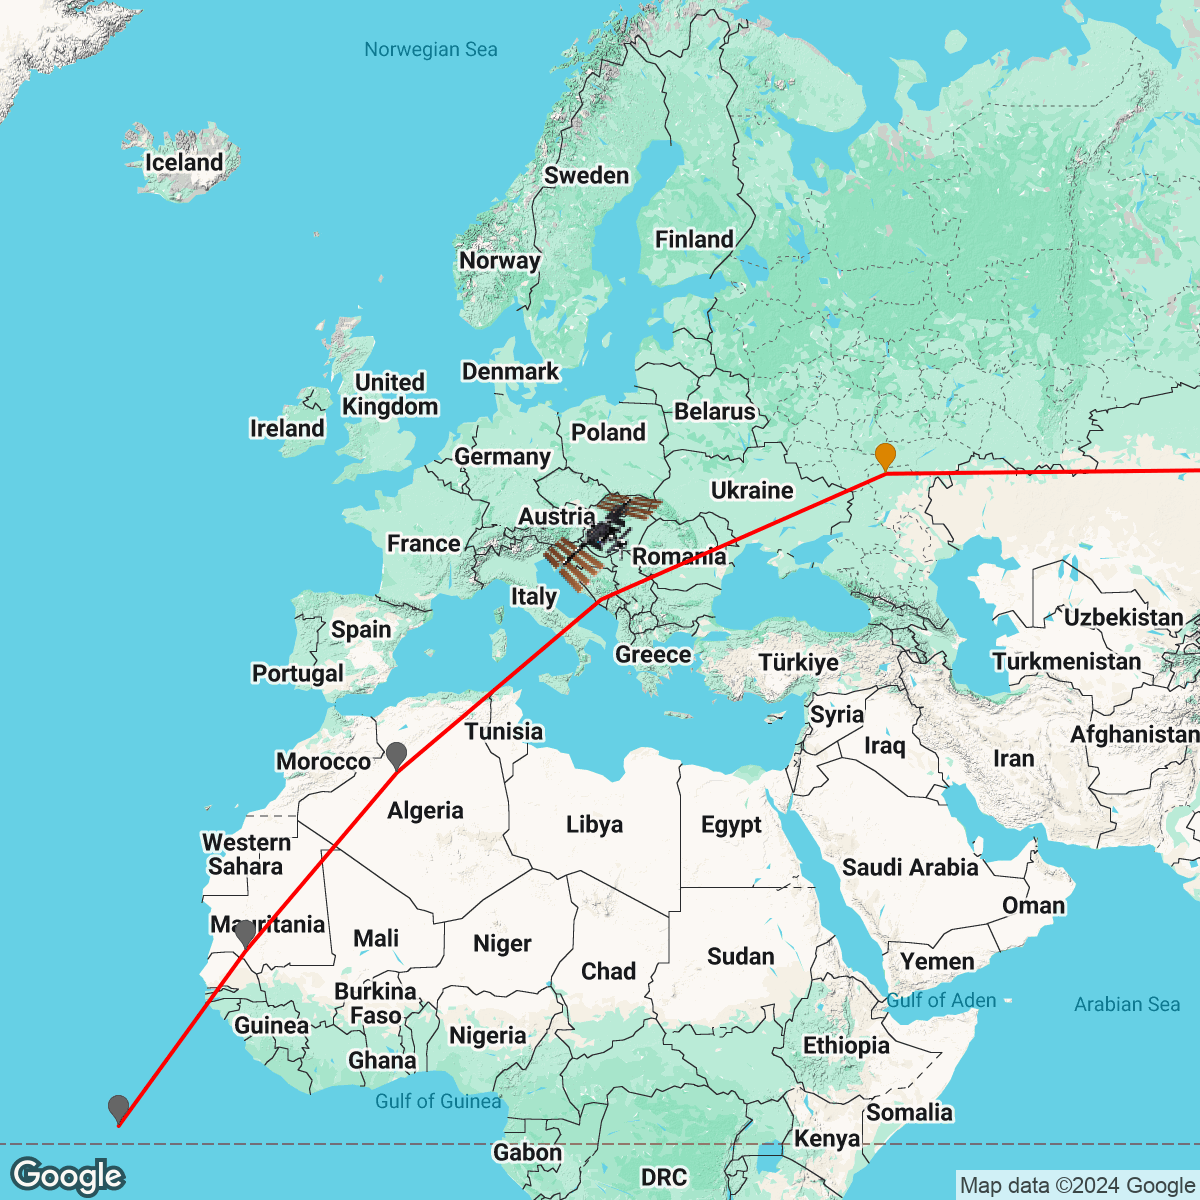 Norwegian Sea
Iceland
Sweden
Finland
Norway
Denmark
United
Kingdom
Belarus
Ireland
Poland
Germany
Ukraine
Austria
France
Romania
Italy
Uzbekistan
Spain
Greece
Türkiye
Turkmenistan
Portugal
Syria
Tunisia
Afghanistan
Iraq
Morocco
Iran
Algeria
Libya
Egypt
Western
Sahara
Saudi Arabia
Oman
Mauritania
Mali
Niger
Sudan
Yemen
Chad
Burkina
Faso
Gulf of Aden
Arabian Sea
Guinea
Nigeria
Ethiopia
Ghana
Gulf of Guinea
Somalia
Kenya
Gabon
DRC
Google
Map data ©2024 Google